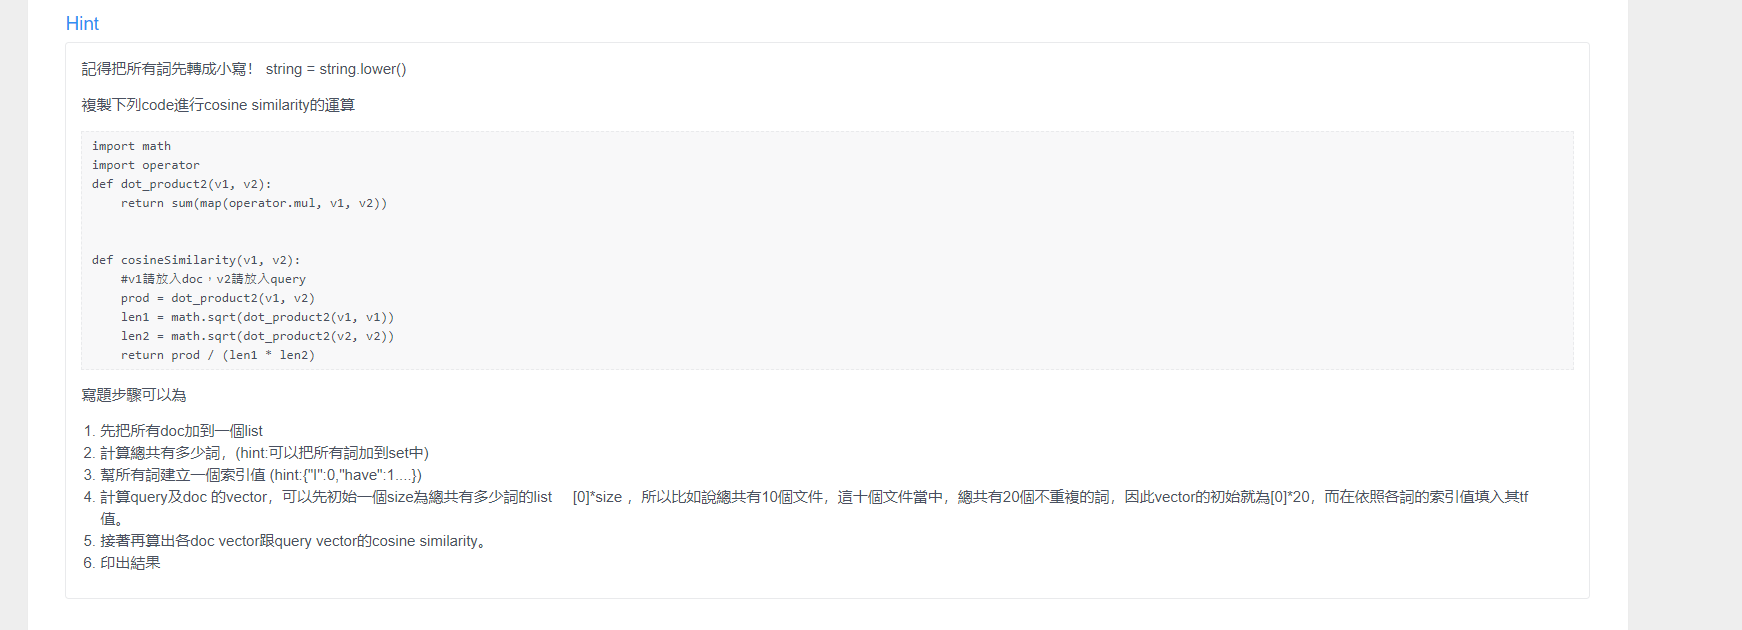 Hint
記得把所有詞先轉成小寫！ string = string.lower()
複製下列code進行cosine similarity的運算
import math
import operator
def dot_product2(v1, v2):
    return sum(map(operator.mul, v1, v2))
def cosineSimilarity(v1, v2):
    #v1請放入doc，v2請放入query
    prod = dot_product2(v1, v2)
    len1 = math.sqrt(dot_product2(v1, v1))
    len2 = math.sqrt(dot_product2(v2, v2))
    return prod / (len1 * len2)
寫題步驟可以為
1. 先把所有doc加到一個list
2. 計算總共有多少詞，(hint:可以把所有詞加到set中)
3. 幫所有詞建立一個索引值 (hint:{"I":0,"have":1....})
4. 計算query及doc 的vector，可以先初始一個size為總共有多少詞的list [0]*size ，所以比如說總共有10個文件，這十個文件當中，總共有20個不重複的詞，因此vector的初始就為[0]*20，而在依照各詞的索引值填入其tf
值。
5. 接著再算出各doc vector跟query vector的cosine similarity。
6. 印出結果